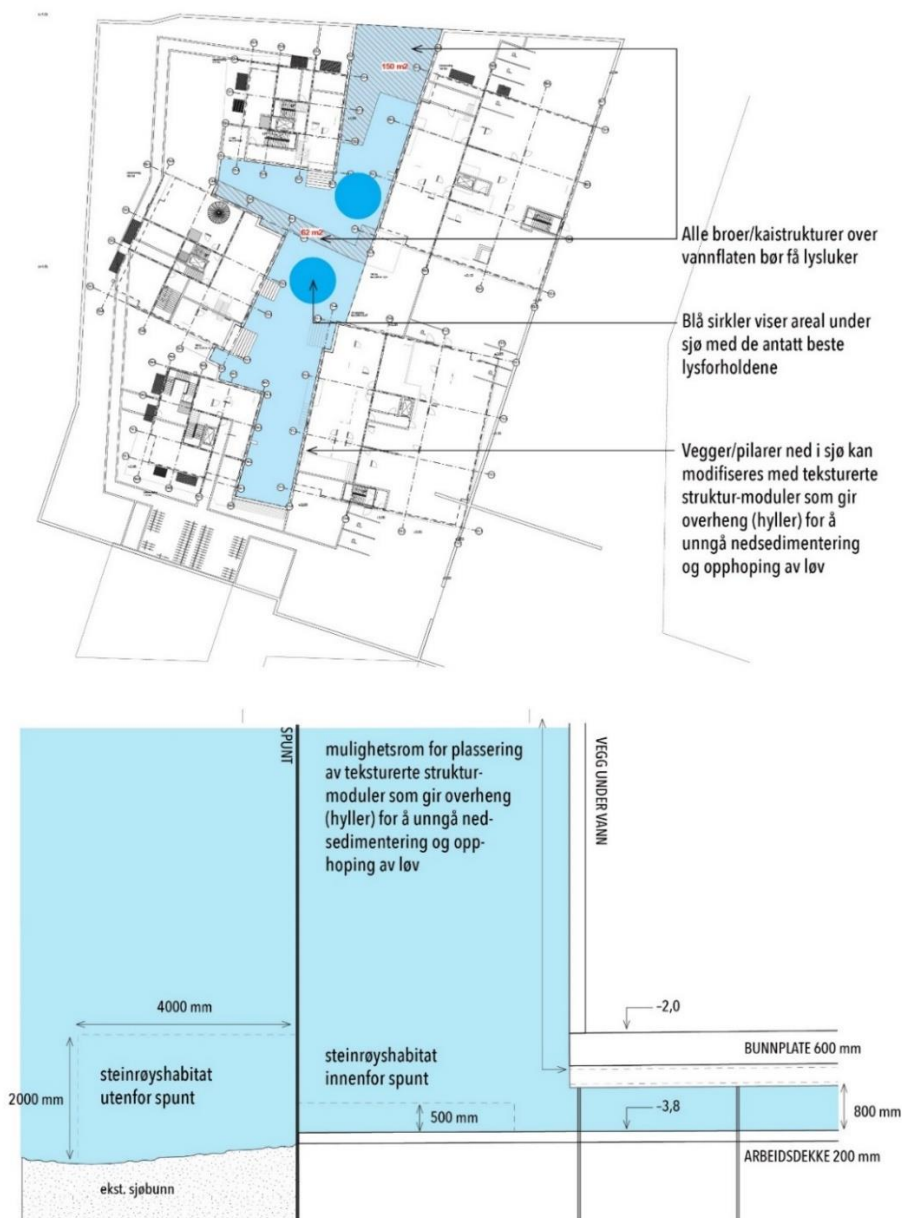 150 m2
62 m2
Alle broer/kaistrukturer over
vannflaten bør få lysluker
Blå sirkler viser areal under
sjø med de antatt beste
lysforholdene
Vegger/pilarer ned i sjø kan
modifiseres med teksturerte
struktur-moduler som gir
overheng (hyller) for å
unngå nedsedimentering
og opphoping av løv
SPUNT
mulighetsrom for plassering
av teksturerte struktur-
moduler som gir overheng
(hyller) for å unngå ned-
sedimentering og opp-
hoping av løv
VEGG UNDER VANN
4000 mm
2000 mm
steinrøyshabitat
utenfor spunt
steinrøyshabitat
innenfor spunt
500 mm
–2,0
BUNNPLATE 600 mm
–3,8
800 mm
ARBEIDSDEKKE 200 mm
ekst. sjøbunn